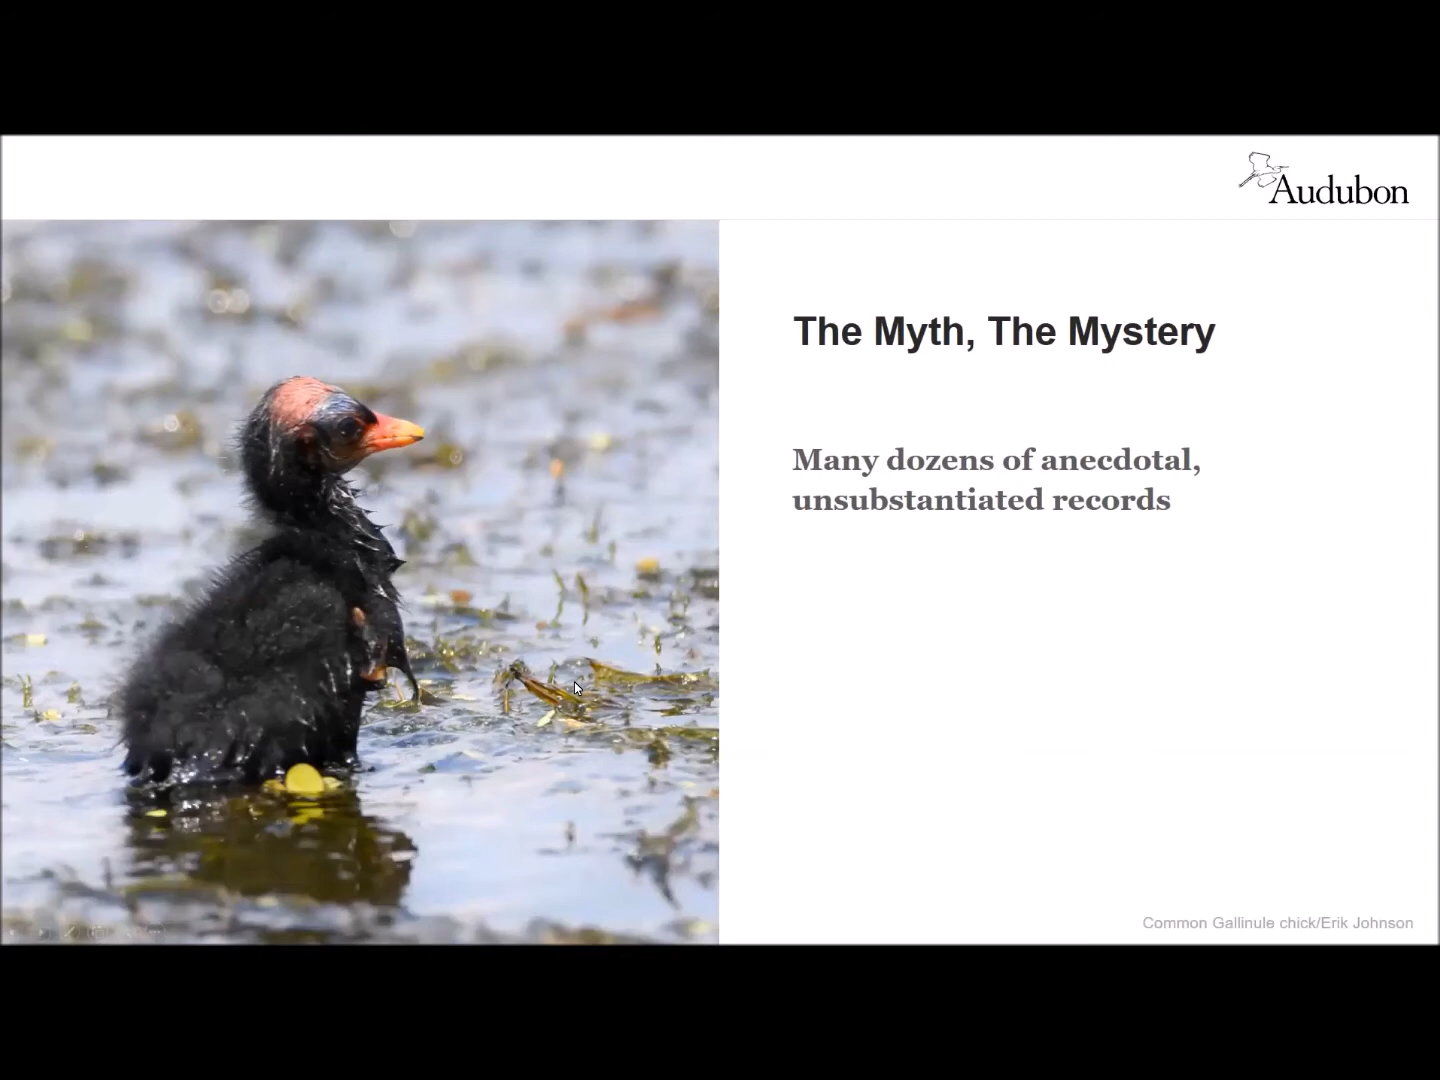 Audubon
The Myth, The Mystery
Many dozens of anecdotal,
unsubstantiated records
Common Gallinule chick/Erik Johnson